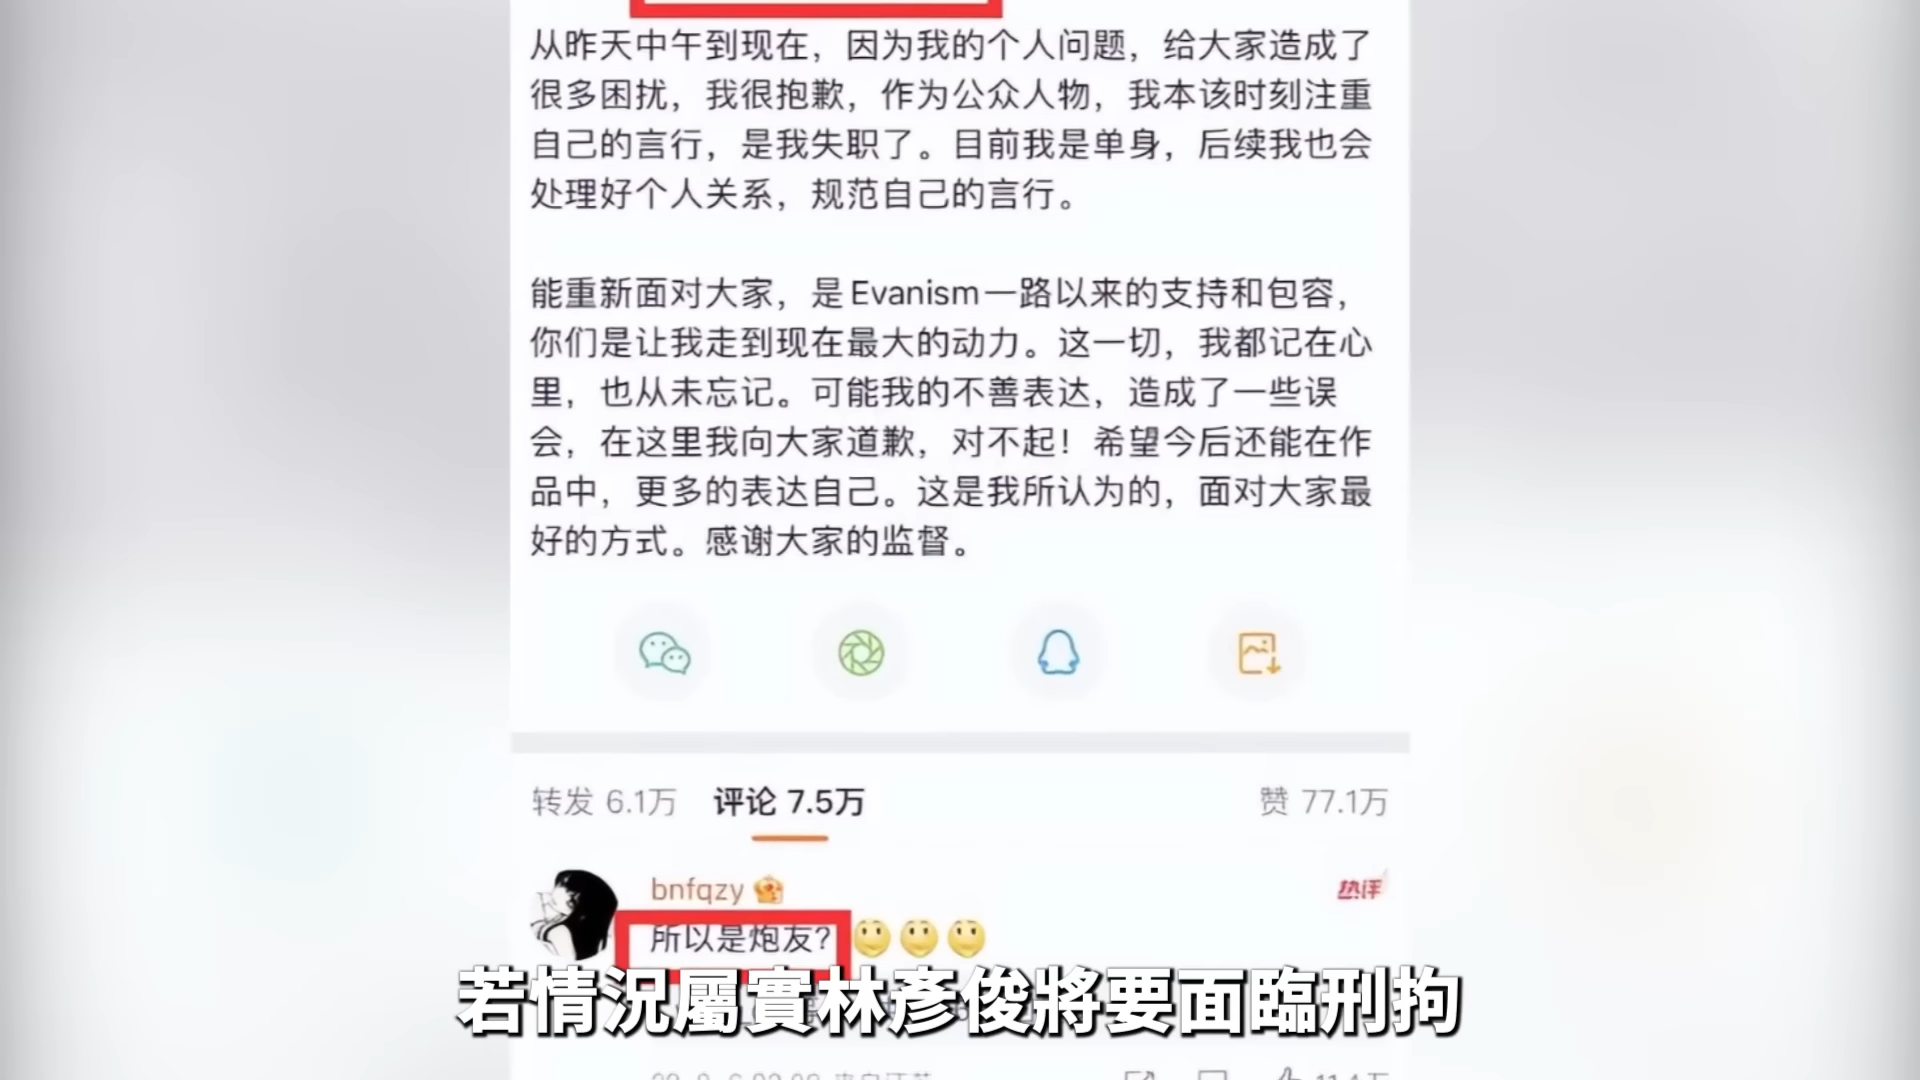 从昨天中午到现在，因为我的个人问题，给大家造成了
很多困扰，我很抱歉，作为公众人物，我本该时刻注重
自己的言行，是我失职了。目前我是单身，后续我也会
处理好个人关系，规范自己的言行。
能重新面对大家，是Evanism一路以来的支持和包容，
你们是让我走到现在最大的动力。这一切，我都记在心
里，也从未忘记。可能我的不善表达，造成了一些误
会，在这里我向大家道歉，对不起！希望今后还能在作
品中，更多的表达自己。这是我所认为的，面对大家最
好的方式。感谢大家的监督。
转发 6.1万 评论 7.5万 赞 77.1万
bnfqzy 热评
所以是炮友？
若情況屬實林彥俊將要面臨刑拘